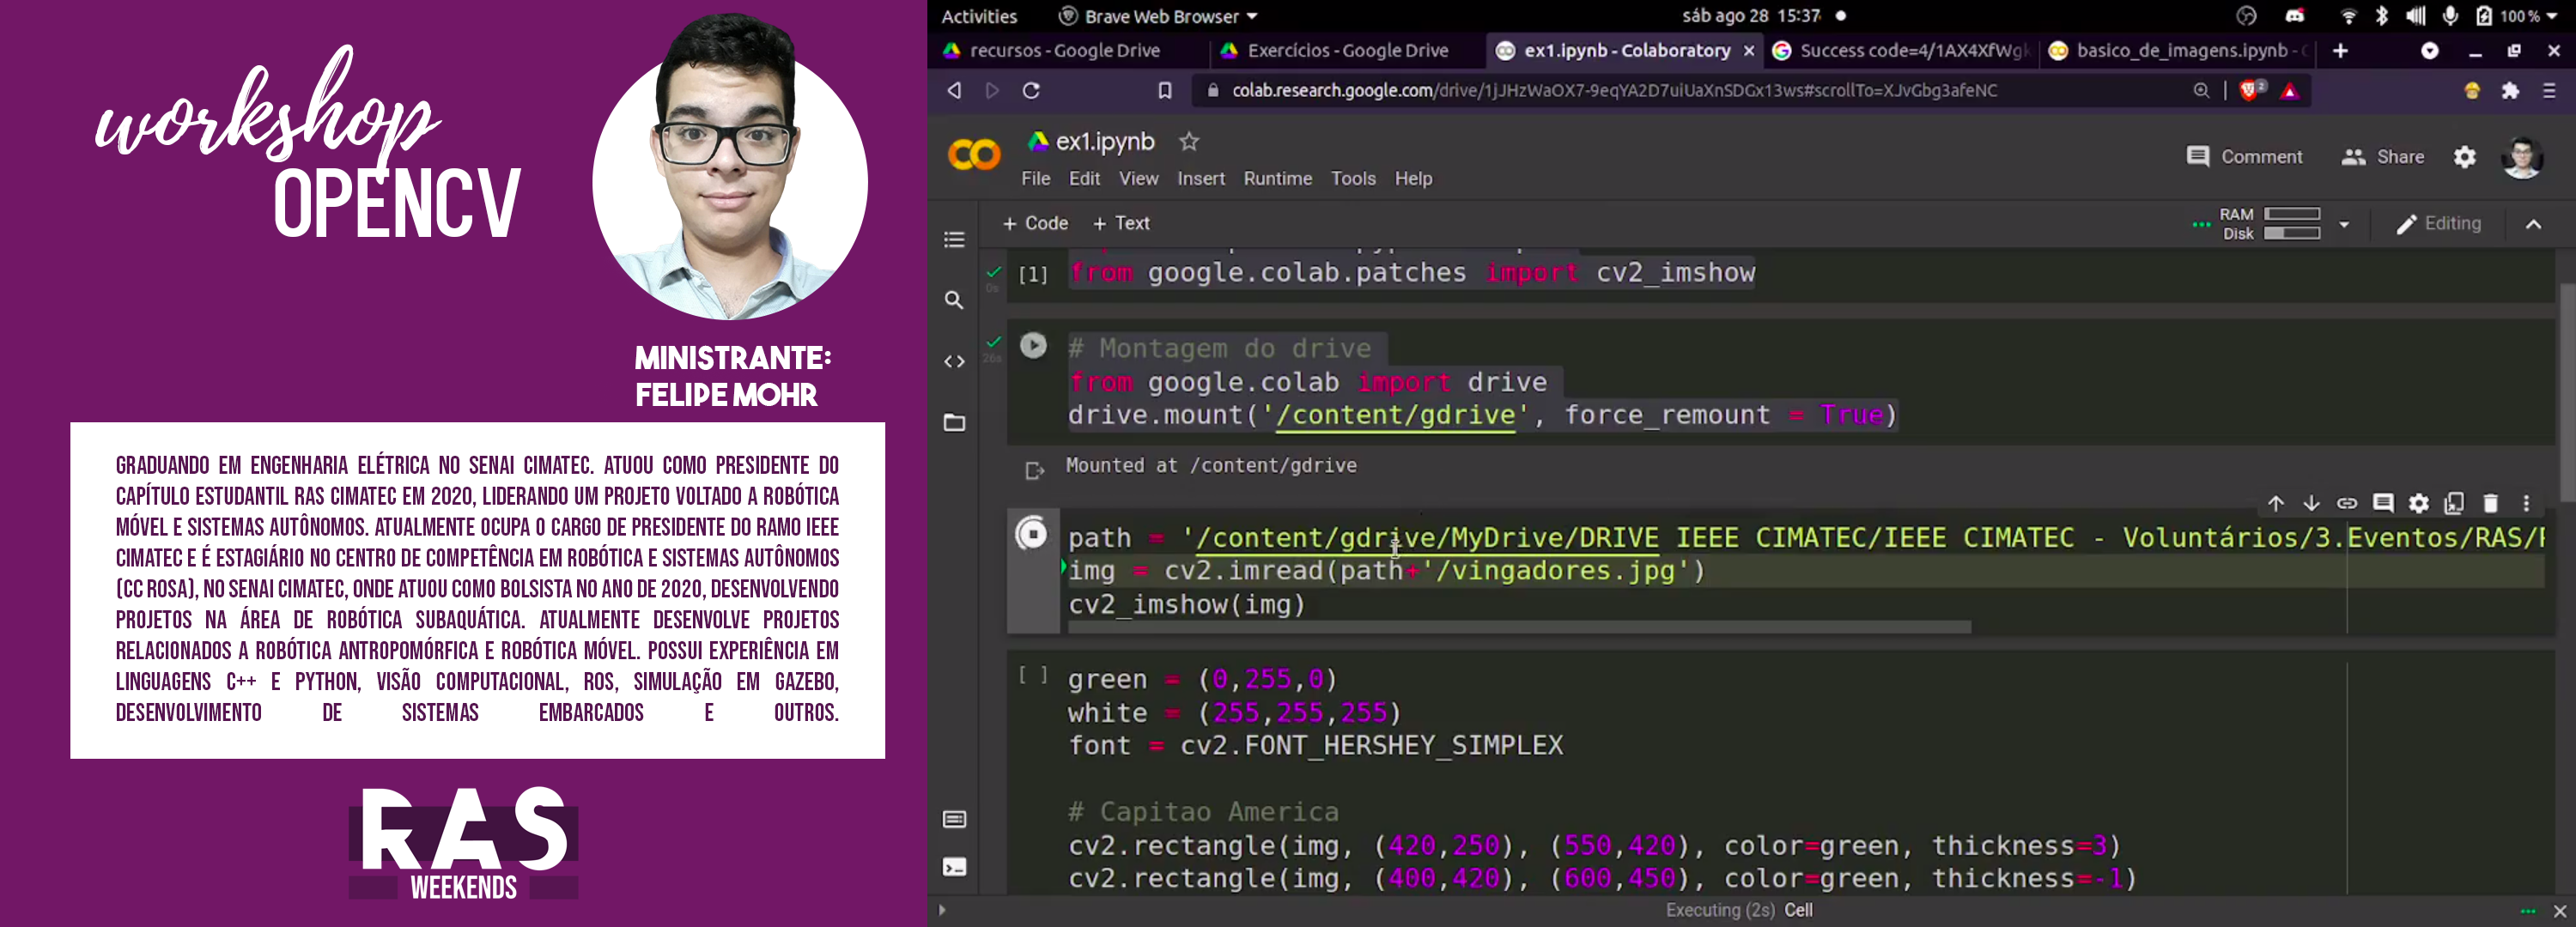 workshop
OPENCV
MINISTRANTE:
FELIPE MOHR
GRADUANDO EM ENGENHARIA ELÉTRICA NO SENAI CIMATEC. ATUOU COMO PRESIDENTE DO
CAPÍTULO ESTUDANTIL RAS CIMATEC EM 2020, LIDERANDO UM PROJETO VOLTADO A ROBÓTICA
MÓVEL E SISTEMAS AUTÔNOMOS. ATUALMENTE OCUPA O CARGO DE PRESIDENTE DO RAMO IEEE
CIMATEC E É ESTAGIÁRIO NO CENTRO DE COMPETÊNCIA EM ROBÓTICA E SISTEMAS AUTÔNOMOS
(CC ROSA), NO SENAI CIMATEC, ONDE ATUOU COMO BOLSISTA NO ANO DE 2020, DESENVOLVENDO
PROJETOS NA ÁREA DE ROBÓTICA SUBAQUÁTICA. ATUALMENTE DESENVOLVE PROJETOS
RELACIONADOS A ROBÓTICA ANTROPOMÓRFICA E ROBÓTICA MÓVEL. POSSUI EXPERIÊNCIA EM
LINGUAGENS C++ E PYTHON, VISÃO COMPUTACIONAL, ROS, SIMULAÇÃO EM GAZEBO,
DESENVOLVIMENTO DE SISTEMAS EMBARCADOS E OUTROS.
RAS
WEEKENDS
Activities Brave Web Browser sáb ago 28 15:37 100 %
recursos - Google Drive Exercícios - Google Drive ex1.ipynb - Colaboratory Success code=4/1AX4XfWgk basico_de_imagens.ipynb - C
colab.research.google.com/drive/1jJHzWaOX7-9eqYA2D7uiUaXnSDGx13ws#scrollTo=XJvGbg3afeNC 2
CO ex1.ipynb Comment Share
File Edit View Insert Runtime Tools Help
+ Code + Text RAM Disk Editing
[1] from google.colab.patches import cv2_imshow
0s
# Montagem do drive
26s
from google.colab import drive
drive.mount('/content/gdrive', force_remount = True)
Mounted at /content/gdrive
path = '/content/gdrive/MyDrive/DRIVE IEEE CIMATEC/IEEE CIMATEC - Voluntários/3.Eventos/RAS/
img = cv2.imread(path+'/vingadores.jpg')
cv2_imshow(img)
[ ] green = (0,255,0)
white = (255,255,255)
font = cv2.FONT_HERSHEY_SIMPLEX
# Capitao America
cv2.rectangle(img, (420,250), (550,420), color=green, thickness=3)
cv2.rectangle(img, (400,420), (600,450), color=green, thickness=-1)
Executing (2s) Cell